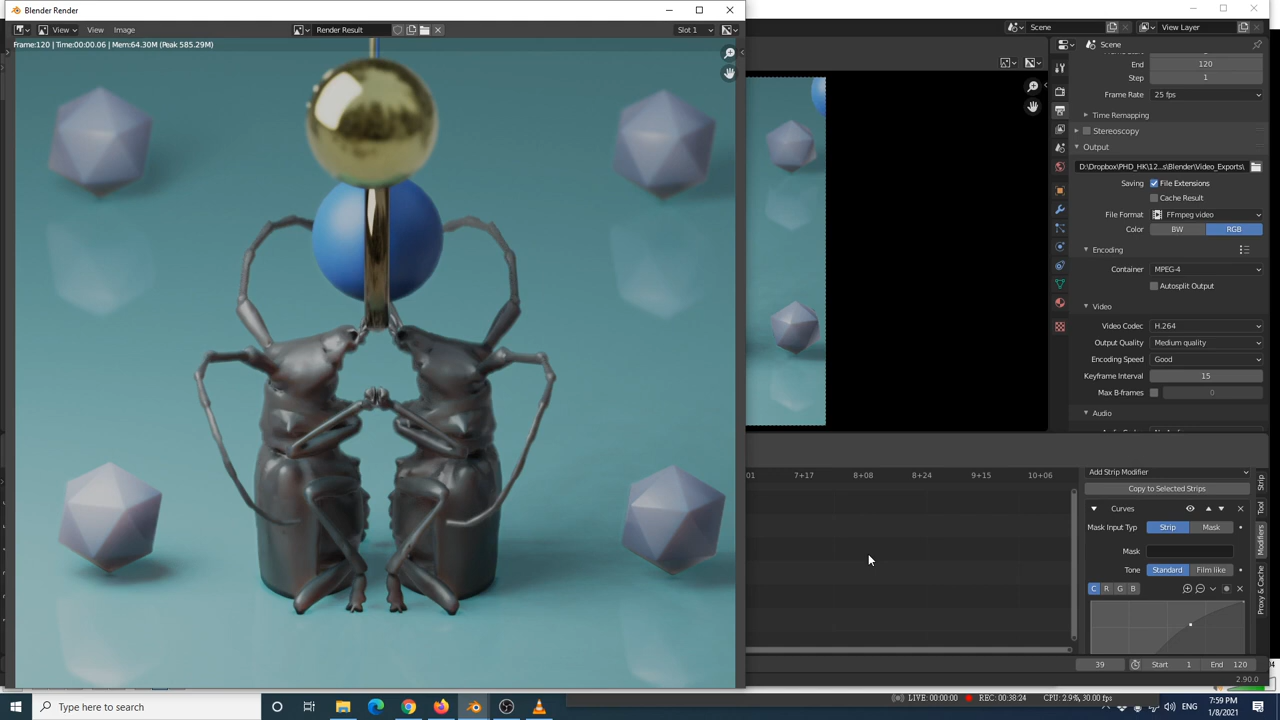 Blender Render
View
View
Image
Render Result
Slot 1
Scene
View Layer
Frame:120 | Time:00:00.06 | Mem:64.30M (Peak 585.29M)
Scene
End
120
Step
1
Frame Rate
25 fps
Time Remapping
Stereoscopy
Output
D:\Dropbox\PHD_HK\12...s\Blender\Video_Exports\
Saving
File Extensions
Cache Result
File Format
FFmpeg video
Color
BW
RGB
Encoding
Container
MPEG-4
Autosplit Output
Video
Video Codec
H.264
Output Quality
Medium quality
Encoding Speed
Good
Keyframe Interval
15
Max B-frames
0
Audio
01
7+17
8+08
8+24
9+15
10+06
Add Strip Modifier
Copy to Selected Strips
Curves
Mask Input Typ
Strip
Mask
Mask
Tone
Standard
Film like
C
R
G
B
Strip
Tool
Modifiers
Proxy & Cache
39
Start
1
End
120
2.90.0
LIVE: 00:00:00
REC: 00:38:24
CPU: 2.9%, 30.00 fps
Type here to search
ENG
7:59 PM
1/8/2021